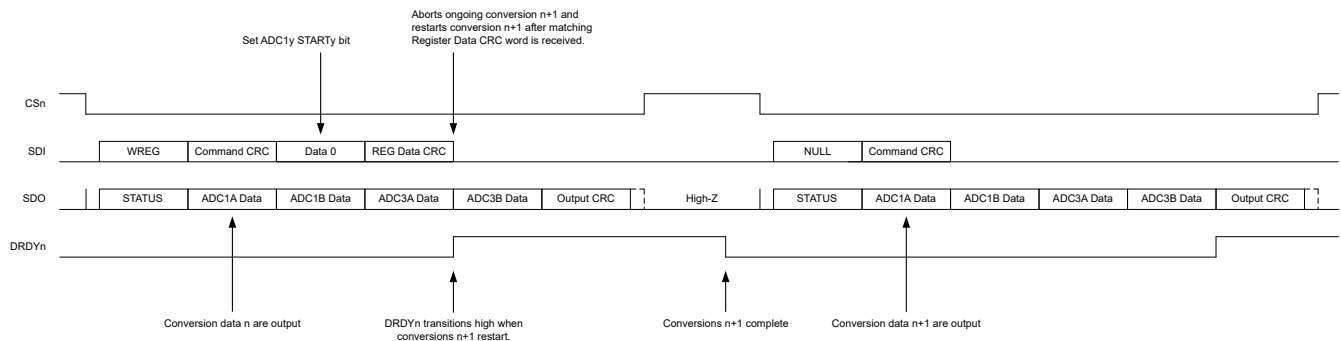 Aborts ongoing conversion n+1 and
restarts conversion n+1 after matching
Register Data CRC word is received.
Set ADC1y STARTy bit
CSn
SDI WREG Command CRC Data 0 REG Data CRC NULL Command CRC
SDO STATUS ADC1A Data ADC1B Data ADC3A Data ADC3B Data Output CRC High-Z STATUS ADC1A Data ADC1B Data ADC3A Data ADC3B Data Output CRC
DRDYn
Conversion data n are output
DRDYn transitions high when
conversions n+1 restart.
Conversions n+1 complete
Conversion data n+1 are output